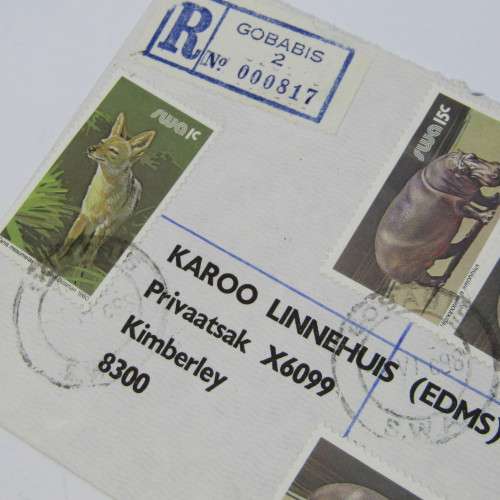 R GOBABIS
2
No 000817
swa 1c
swa 15c
KAROO LINNEHUIS (EDMS)
Privaatsak X6099
Kimberley
8300